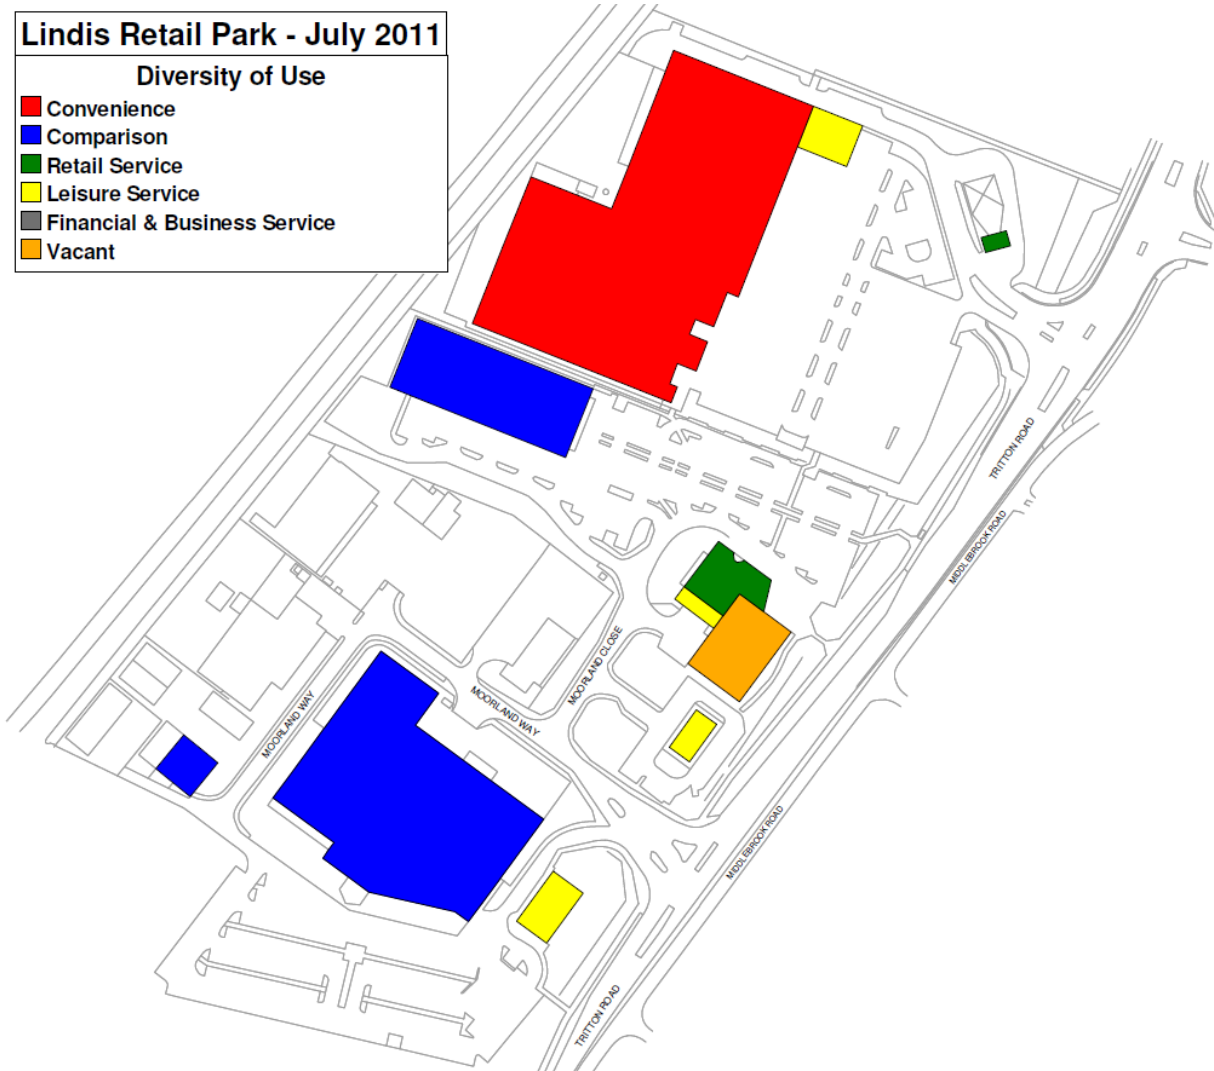 Lindis Retail Park - July 2011
Diversity of Use
Convenience
Comparison
Retail Service
Leisure Service
Financial & Business Service
Vacant
TRITTON ROAD
MIDDLEBROOK ROAD
MOORLAND CLOSE
MOORLAND WAY
MOORLAND WAY
MIDDLEBROOK ROAD
TRITTON ROAD